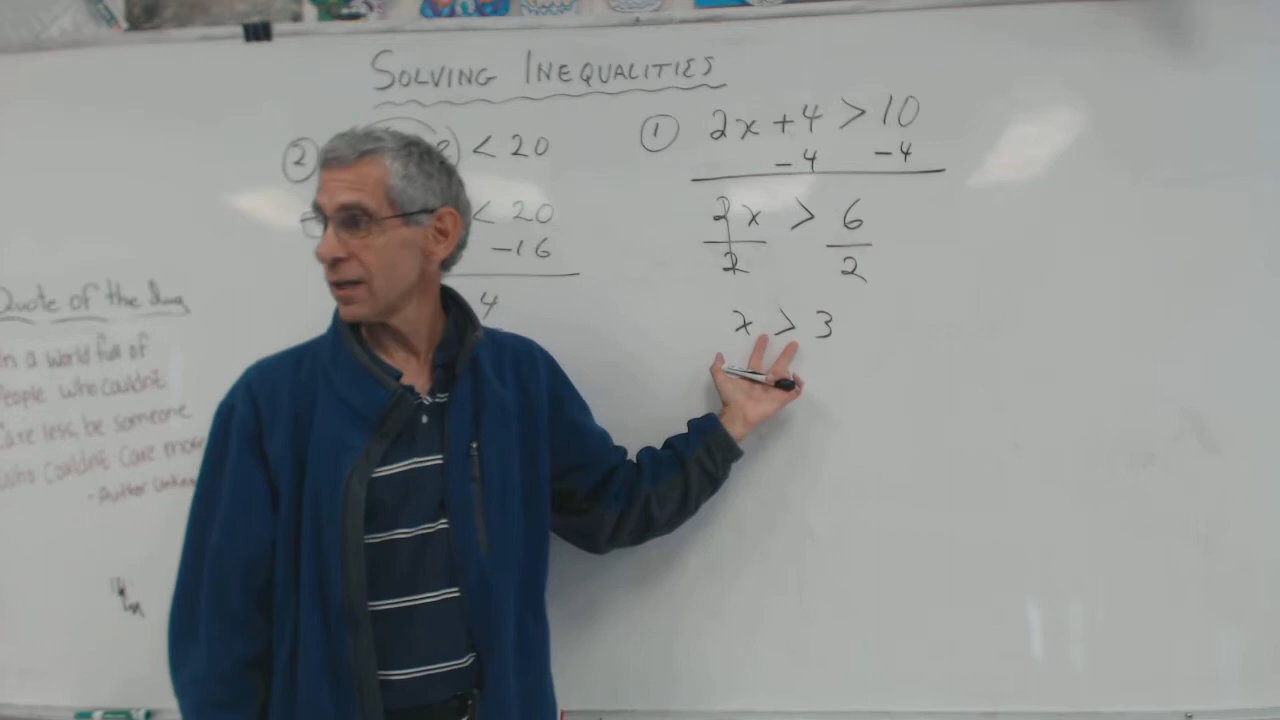 SOLVING INEQUALITIES
① 2x + 4 > 10
-4 -4
2x > 6
2 2
x > 3
② 2) < 20
< 20
-16
4
Quote of the day
In a world full of
People who couldn't
Care less, be someone
who couldn't care more
- Author